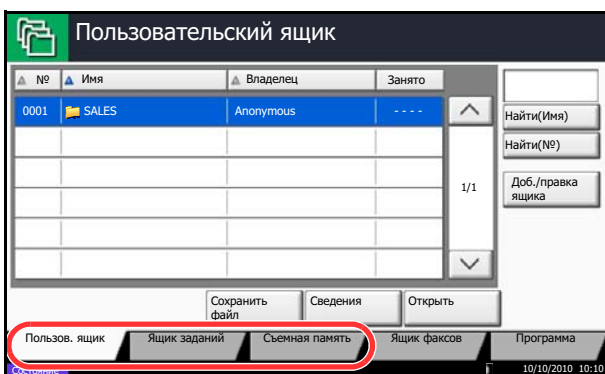 Пользовательский ящик
№ Имя Владелец Занято
0001 SALES Anonymous - - - -
Найти(Имя)
Найти(№)
1/1
Доб./правка
ящика
Сохранить
файл
Сведения
Открыть
Пользов. ящик Ящик заданий Съемная память Ящик факсов Программа
Состояние 10/10/2010 10:10